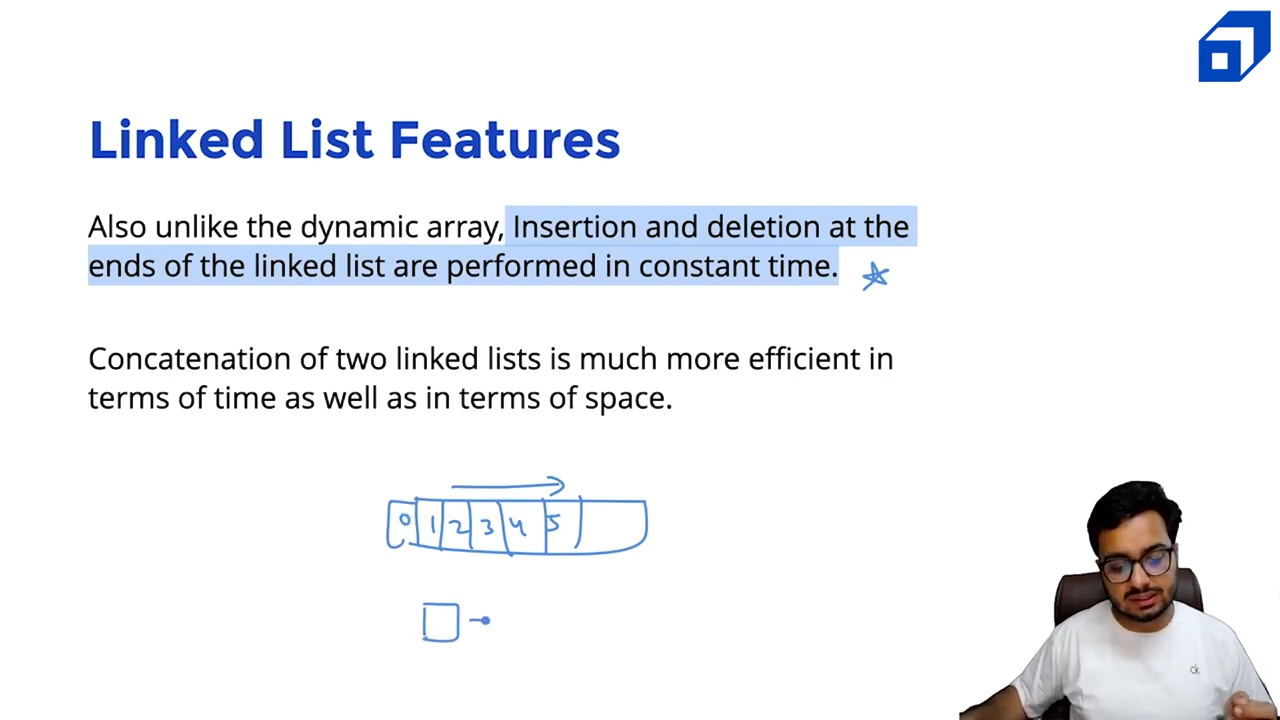 Linked List Features
Also unlike the dynamic array, Insertion and deletion at the
ends of the linked list are performed in constant time.
Concatenation of two linked lists is much more efficient in
terms of time as well as in terms of space.
0 1 2 3 4 5
ck